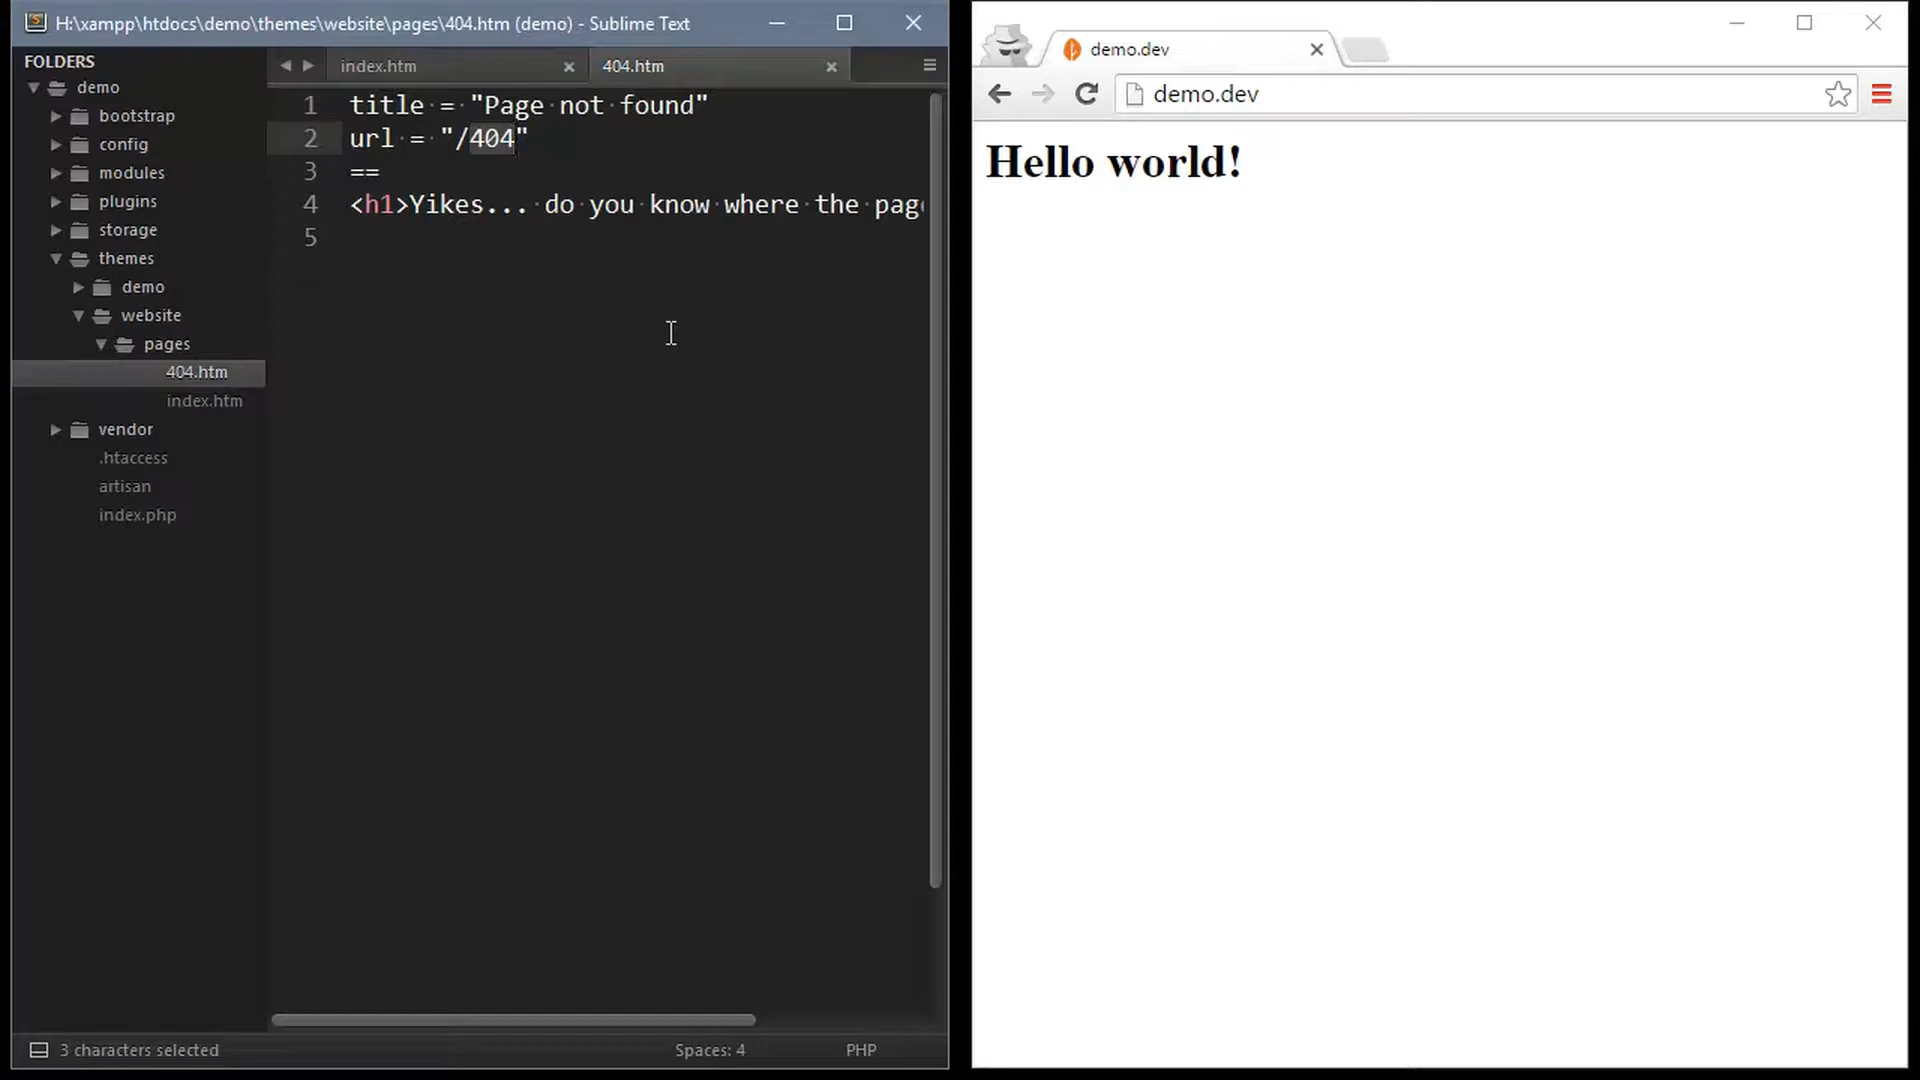 H:\xampp\htdocs\demo\themes\website\pages\404.htm (demo) - Sublime Text
FOLDERS
demo
bootstrap
config
modules
plugins
storage
themes
demo
website
pages
404.htm
index.htm
vendor
.htaccess
artisan
index.php
index.htm
404.htm
1 title = "Page not found"
2 url = "/404"
3 ==
4 <h1>Yikes... do you know where the page
5
3 characters selected
Spaces: 4
PHP
demo.dev
demo.dev
Hello world!